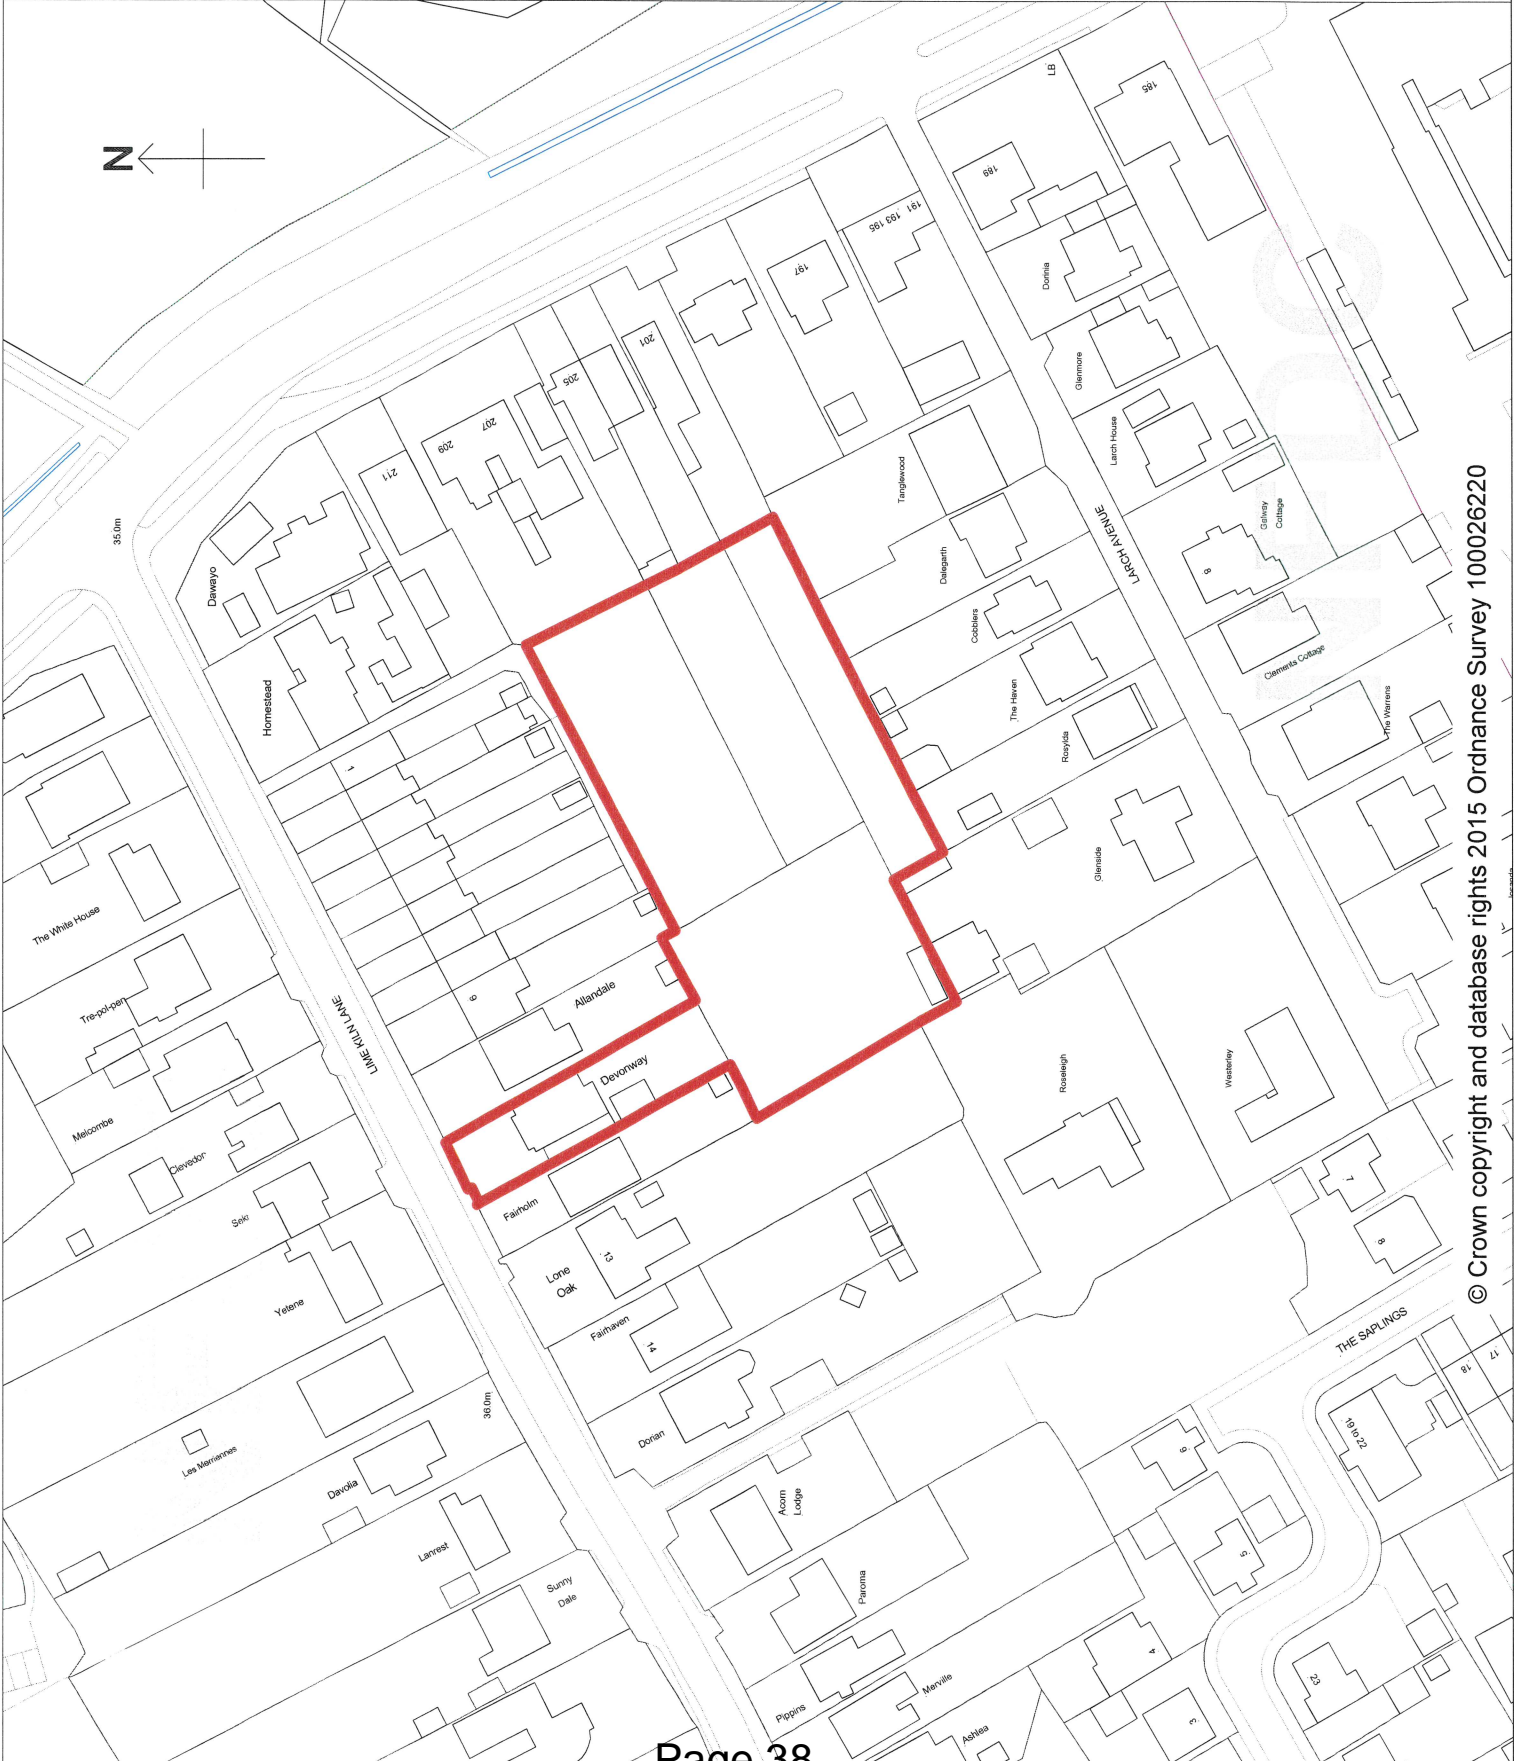 N
35.0m
LB
185
189
191
193 195
197
201
205
207
209
211
Dawayo
Homestead
Dorinia
Glenmore
Larch House
Tanglewood
Dalegarth
Cobblers
The Haven
Rosylda
Glenside
LARCH AVENUE
Galway
Cottage
8
Clements Cottage
The Warrens
1
9
Allandale
Devonway
LIME KILN LANE
The White House
Tre-pol-pen
Melcombe
Clevedor
Seki
Yetene
Fairholm
Lone
Oak
13
Fairhaven
14
Dorian
Roseleigh
Westerley
7
8
THE SAPLINGS
36.0m
Les Merriennes
Davolia
Lanrest
Sunny
Dale
Acorn
Lodge
Paroma
Pippins
Merville
Ashlea
9
5
4
3
23
19 to 22
18
17
© Crown copyright and database rights 2015 Ordnance Survey 100026220
Page 38